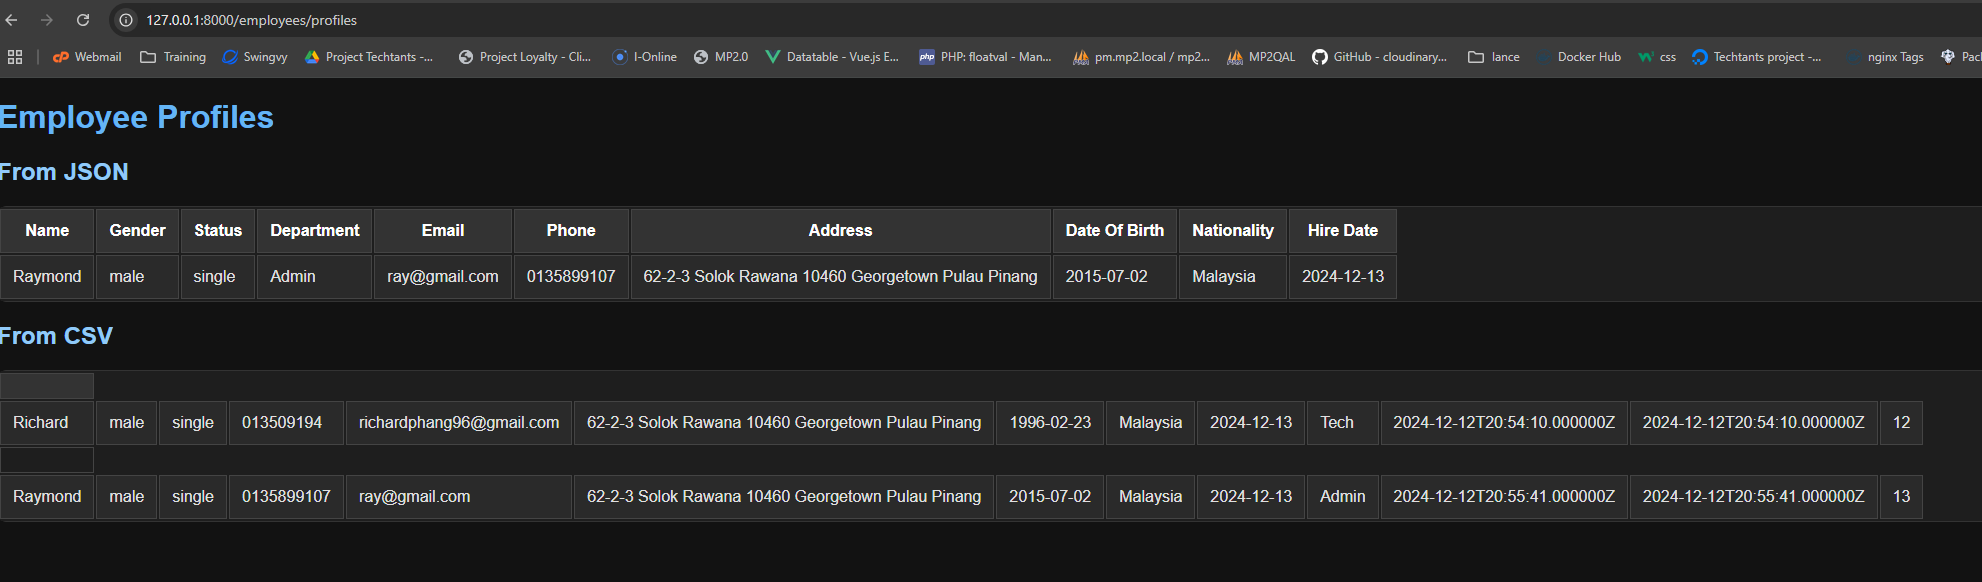 127.0.0.1:8000/employees/profiles
Webmail Training Swingvy Project Techtants -... Project Loyalty - Cli... I-Online MP2.0 Datatable - Vue.js E... php PHP: floatval - Man... pm.mp2.local / mp2... MP2QAL GitHub - cloudinary... lance Docker Hub css Techtants project -... nginx Tags
Employee Profiles
From JSON
Name Gender Status Department Email Phone Address Date Of Birth Nationality Hire Date
Raymond male single Admin ray@gmail.com 0135899107 62-2-3 Solok Rawana 10460 Georgetown Pulau Pinang 2015-07-02 Malaysia 2024-12-13
From CSV
Richard male single 013509194 richardphang96@gmail.com 62-2-3 Solok Rawana 10460 Georgetown Pulau Pinang 1996-02-23 Malaysia 2024-12-13 Tech 2024-12-12T20:54:10.000000Z 2024-12-12T20:54:10.000000Z 12
Raymond male single 0135899107 ray@gmail.com 62-2-3 Solok Rawana 10460 Georgetown Pulau Pinang 2015-07-02 Malaysia 2024-12-13 Admin 2024-12-12T20:55:41.000000Z 2024-12-12T20:55:41.000000Z 13